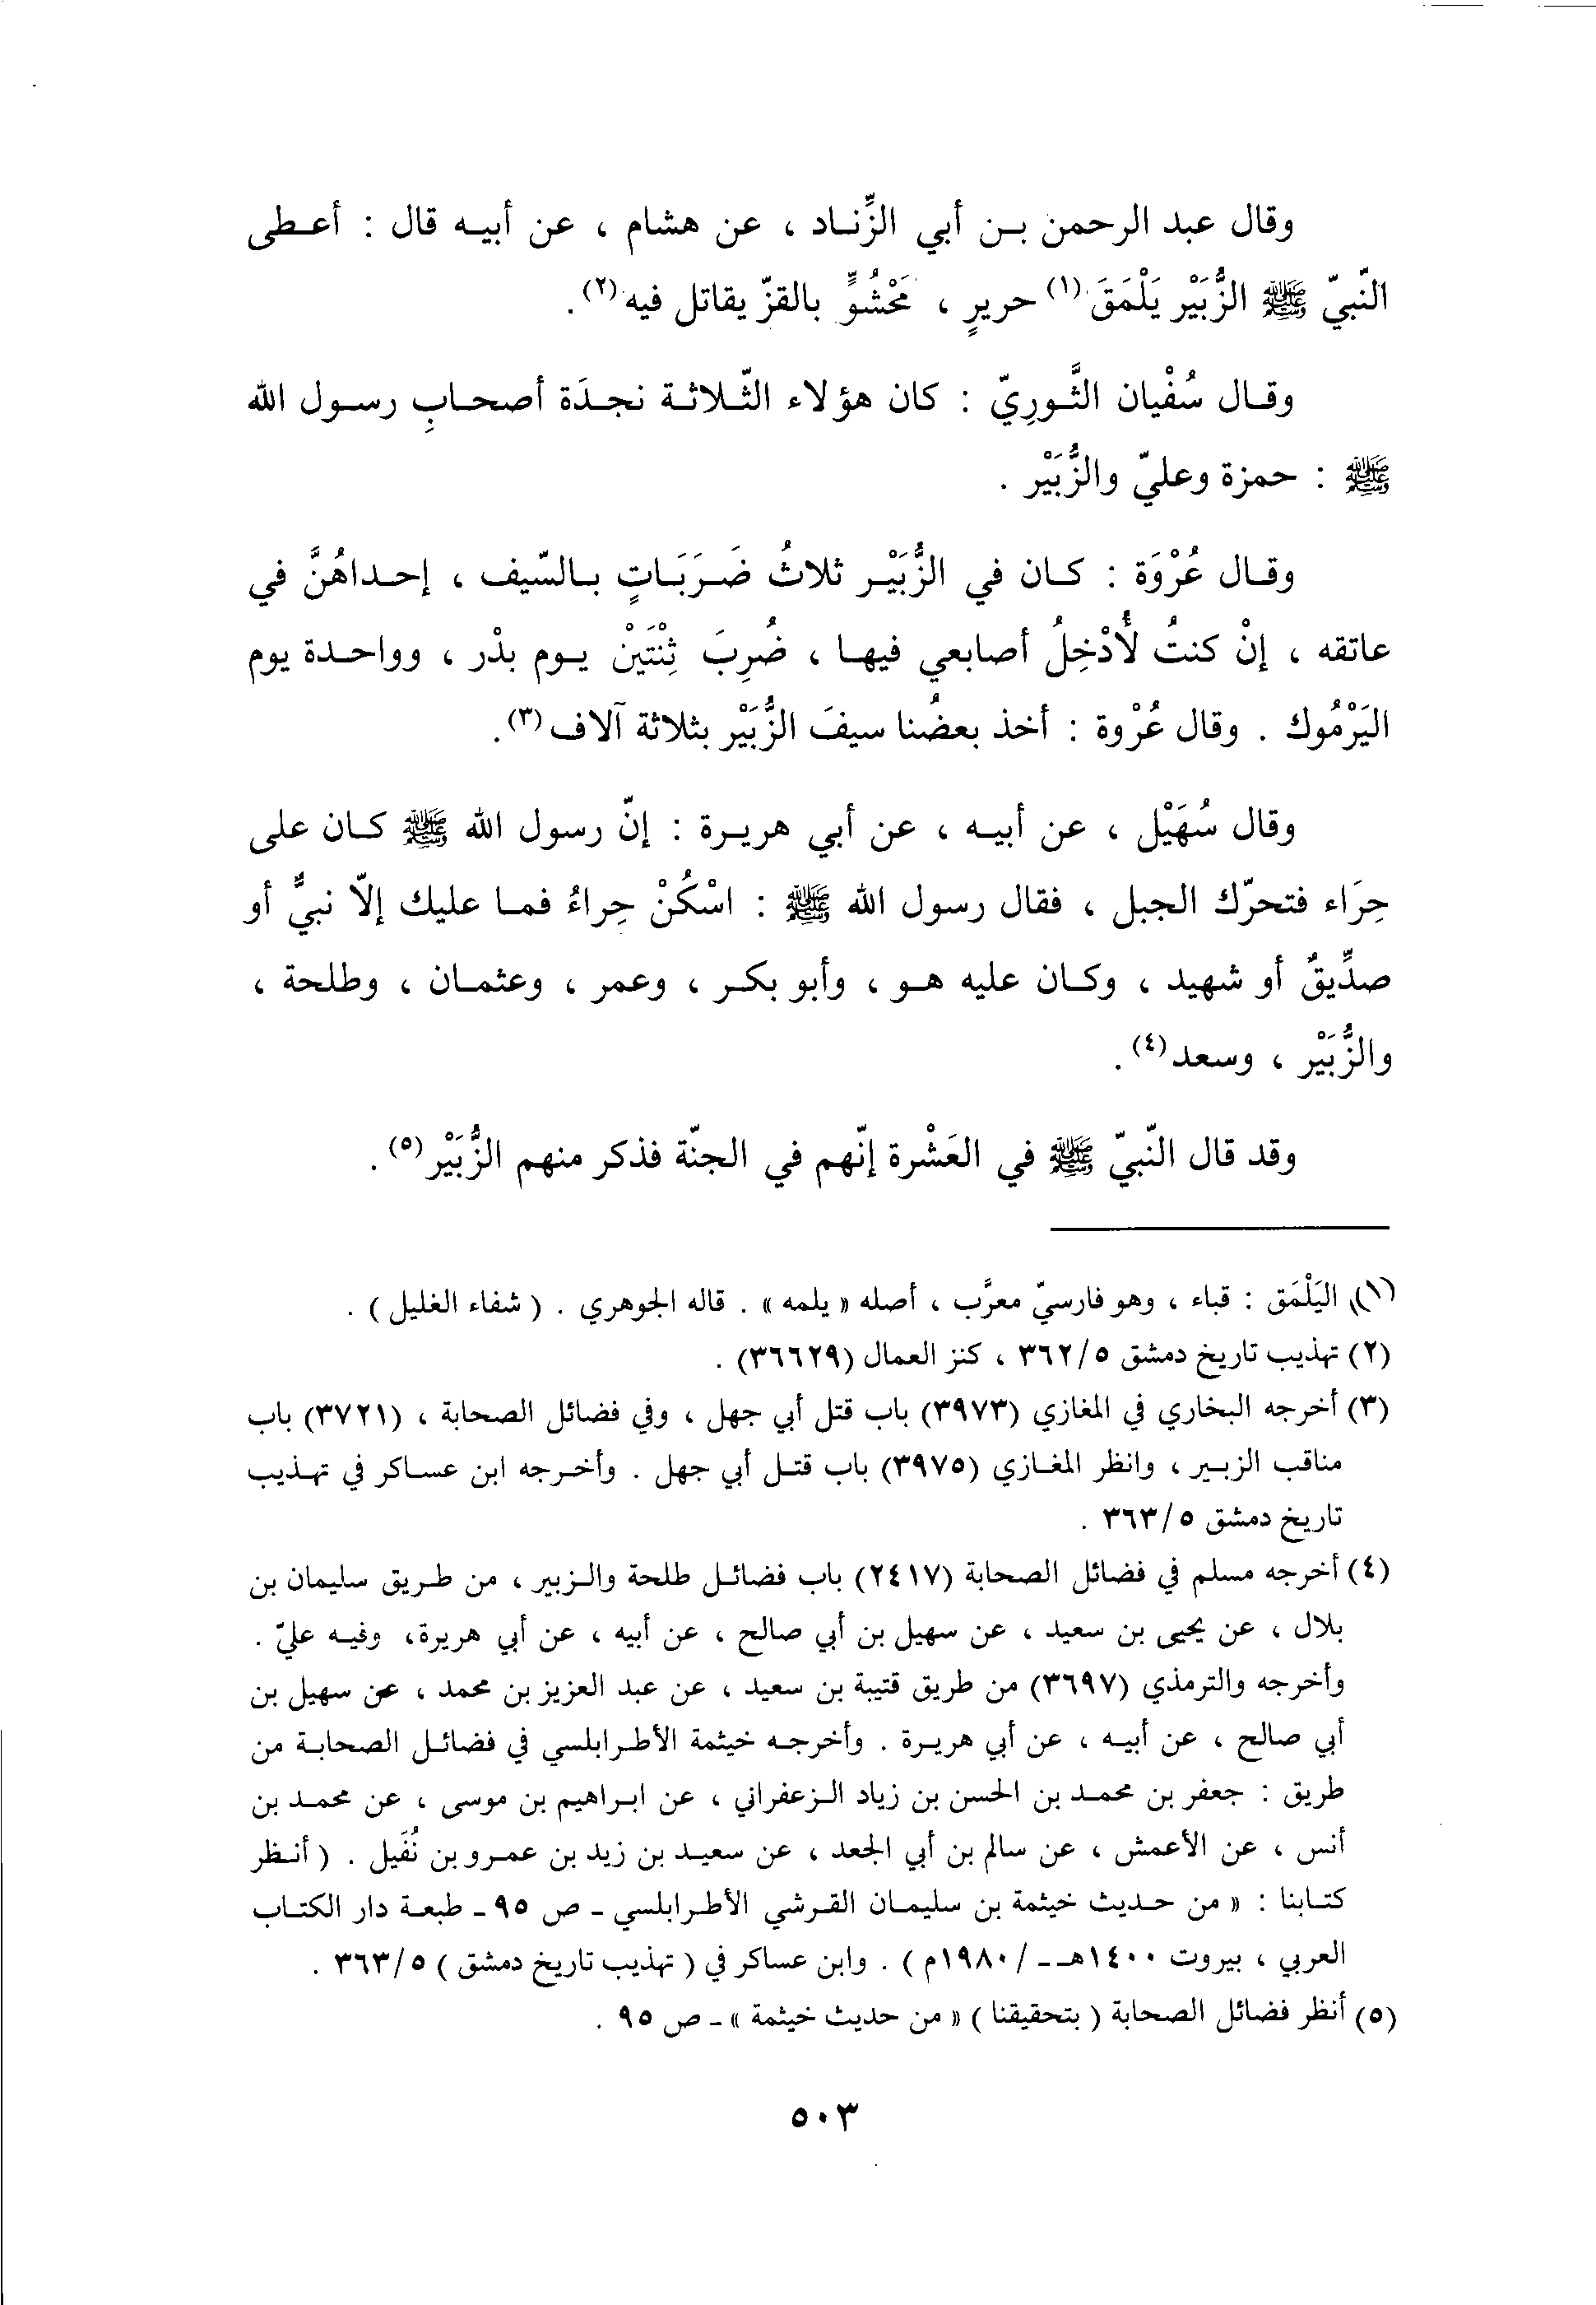 وقال عبد الرحمن بن أبي الزِّناد ، عن هشام ، عن أبيه قال : أعطى
النّبيّ ﷺ الزُّبَيْر يَلْمَقَ (١) حريرٍ ، مَحْشُوٍّ بالقزّ يقاتل فيه (٢) .
وقال سُفْيان الثَّوريّ : كان هؤلاء الثّلاثة نجدَة أصحابِ رسول الله
ﷺ : حمزة وعليّ والزُّبَيْر .
وقال عُرْوَة : كان في الزُّبَيْر ثلاثُ ضَرَبَاتٍ بالسّيف ، إحداهُنَّ في
عاتقه ، إنْ كنتُ لأُدْخِلُ أصابعي فيها ، ضُرِبَ ثِنْتَيْن يوم بدْر ، وواحدة يوم
اليَرْمُوك . وقال عُرْوة : أخذ بعضُنا سيفَ الزُّبَيْر بثلاثة آلاف (٣) .
وقال سُهَيْل ، عن أبيه ، عن أبي هريرة : إنّ رسول الله ﷺ كان على
حِرَاء فتحرّك الجبل ، فقال رسول الله ﷺ : اسْكُنْ حِراءُ فما عليك إلّا نبيٌّ أو
صدِّيقٌ أو شهيد ، وكان عليه هو ، وأبو بكر ، وعمر ، وعثمان ، وطلحة ،
والزُّبَيْر ، وسعد (٤) .
وقد قال النّبيّ ﷺ في العَشْرة إنّهم في الجنّة فذكر منهم الزُّبَيْر (٥) .
(١) اليَلْمَق : قباء ، وهو فارسيّ معرَّب ، أصله « يلمه » . قاله الجوهري . ( شفاء الغليل ) .
(٢) تهذيب تاريخ دمشق ٣٦٢/٥ ، كنز العمال (٣٦٦٢٩) .
(٣) أخرجه البخاري في المغازي (٣٩٧٣) باب قتل أبي جهل ، وفي فضائل الصحابة ، (٣٧٢١) باب
مناقب الزبير ، وانظر المغازي (٣٩٧٥) باب قتل أبي جهل . وأخرجه ابن عساكر في تهذيب
تاريخ دمشق ٣٦٣/٥ .
(٤) أخرجه مسلم في فضائل الصحابة (٢٤١٧) باب فضائل طلحة والزبير ، من طريق سليمان بن
بلال ، عن يحيى بن سعيد ، عن سهيل بن أبي صالح ، عن أبيه ، عن أبي هريرة، وفيه عليّ .
وأخرجه والترمذي (٣٦٩٧) من طريق قتيبة بن سعيد ، عن عبد العزيز بن محمد ، عن سهيل بن
أبي صالح ، عن أبيه ، عن أبي هريرة . وأخرجه خيثمة الأطرابلسي في فضائل الصحابة من
طريق : جعفر بن محمد بن الحسن بن زياد الزعفراني ، عن ابراهيم بن موسى ، عن محمد بن
أنس ، عن الأعمش ، عن سالم بن أبي الجعد ، عن سعيد بن زيد بن عمرو بن نُفَيل . ( أنظر
كتابنا : « من حديث خيثمة بن سليمان القرشي الأطرابلسي ـ ص ٩٥ ـ طبعة دار الكتاب
العربي ، بيروت ١٤٠٠هـ ـ / ١٩٨٠م ) . وابن عساكر في ( تهذيب تاريخ دمشق ) ٣٦٣/٥ .
(٥) أنظر فضائل الصحابة ( بتحقيقنا ) « من حديث خيثمة » ـ ص ٩٥ .
٥٠٣